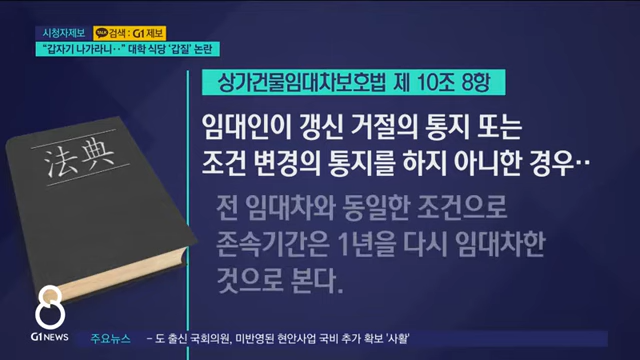 시청자제보 TALK 검색 : G1제보
"갑자기 나가라니‥" 대학 식당 '갑질' 논란
상가건물임대차보호법 제 10조 8항
임대인이 갱신 거절의 통지 또는
조건 변경의 통지를 하지 아니한 경우‥
전 임대차와 동일한 조건으로
존속기간은 1년을 다시 임대차한
것으로 본다.
法典
8
G1NEWS
주요뉴스 - 도 출신 국회의원, 미반영된 현안사업 국비 추가 확보 '사활'